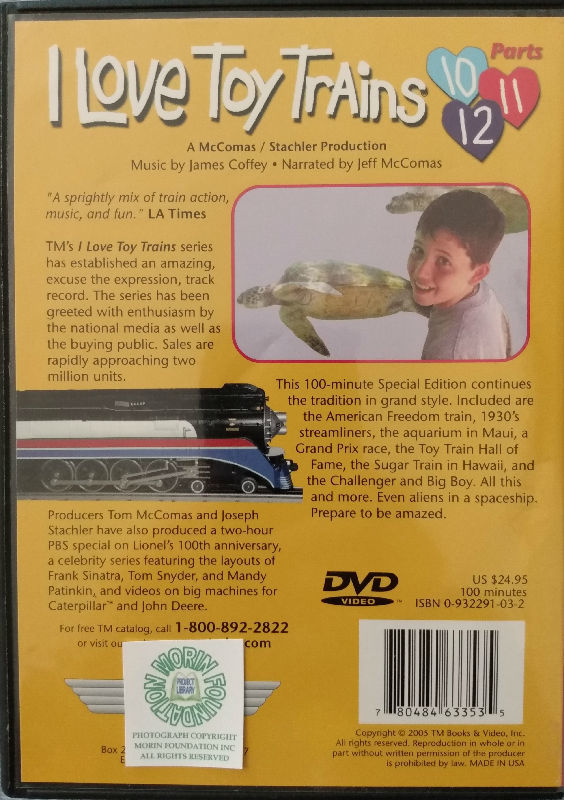 I Love Toy Trains
Parts
10
11
12
A McComas / Stachler Production
Music by James Coffey • Narrated by Jeff McComas
"A sprightly mix of train action,
music, and fun." LA Times
TM's I Love Toy Trains series
has established an amazing,
excuse the expression, track
record. The series has been
greeted with enthusiasm by
the national media as well as
the buying public. Sales are
rapidly approaching two
million units.
This 100-minute Special Edition continues
the tradition in grand style. Included are
the American Freedom train, 1930's
streamliners, the aquarium in Maui, a
Grand Prix race, the Toy Train Hall of
Fame, the Sugar Train in Hawaii, and
the Challenger and Big Boy. All this
and more. Even aliens in a spaceship.
Prepare to be amazed.
Producers Tom McComas and Joseph
Stachler have also produced a two-hour
PBS special on Lionel's 100th anniversary,
a celebrity series featuring the layouts of
Frank Sinatra, Tom Snyder, and Mandy
Patinkin, and videos on big machines for
Caterpillar™ and John Deere.
For free TM catalog, call 1-800-892-2822
or visit .com
Box
MORIN FOUNDATION
PROJECT
LIBRARY
PHOTOGRAPH COPYRIGHT
MORIN FOUNDATION INC
ALL RIGHTS RESERVED
DVD
VIDEO™
US $24.95
100 minutes
ISBN 0-932291-03-2
7 80484 63353 5
Copyright © 2005 TM Books & Video, Inc.
All rights reserved. Reproduction in whole or in
part without written permission of the producer
is prohibited by law. MADE IN USA